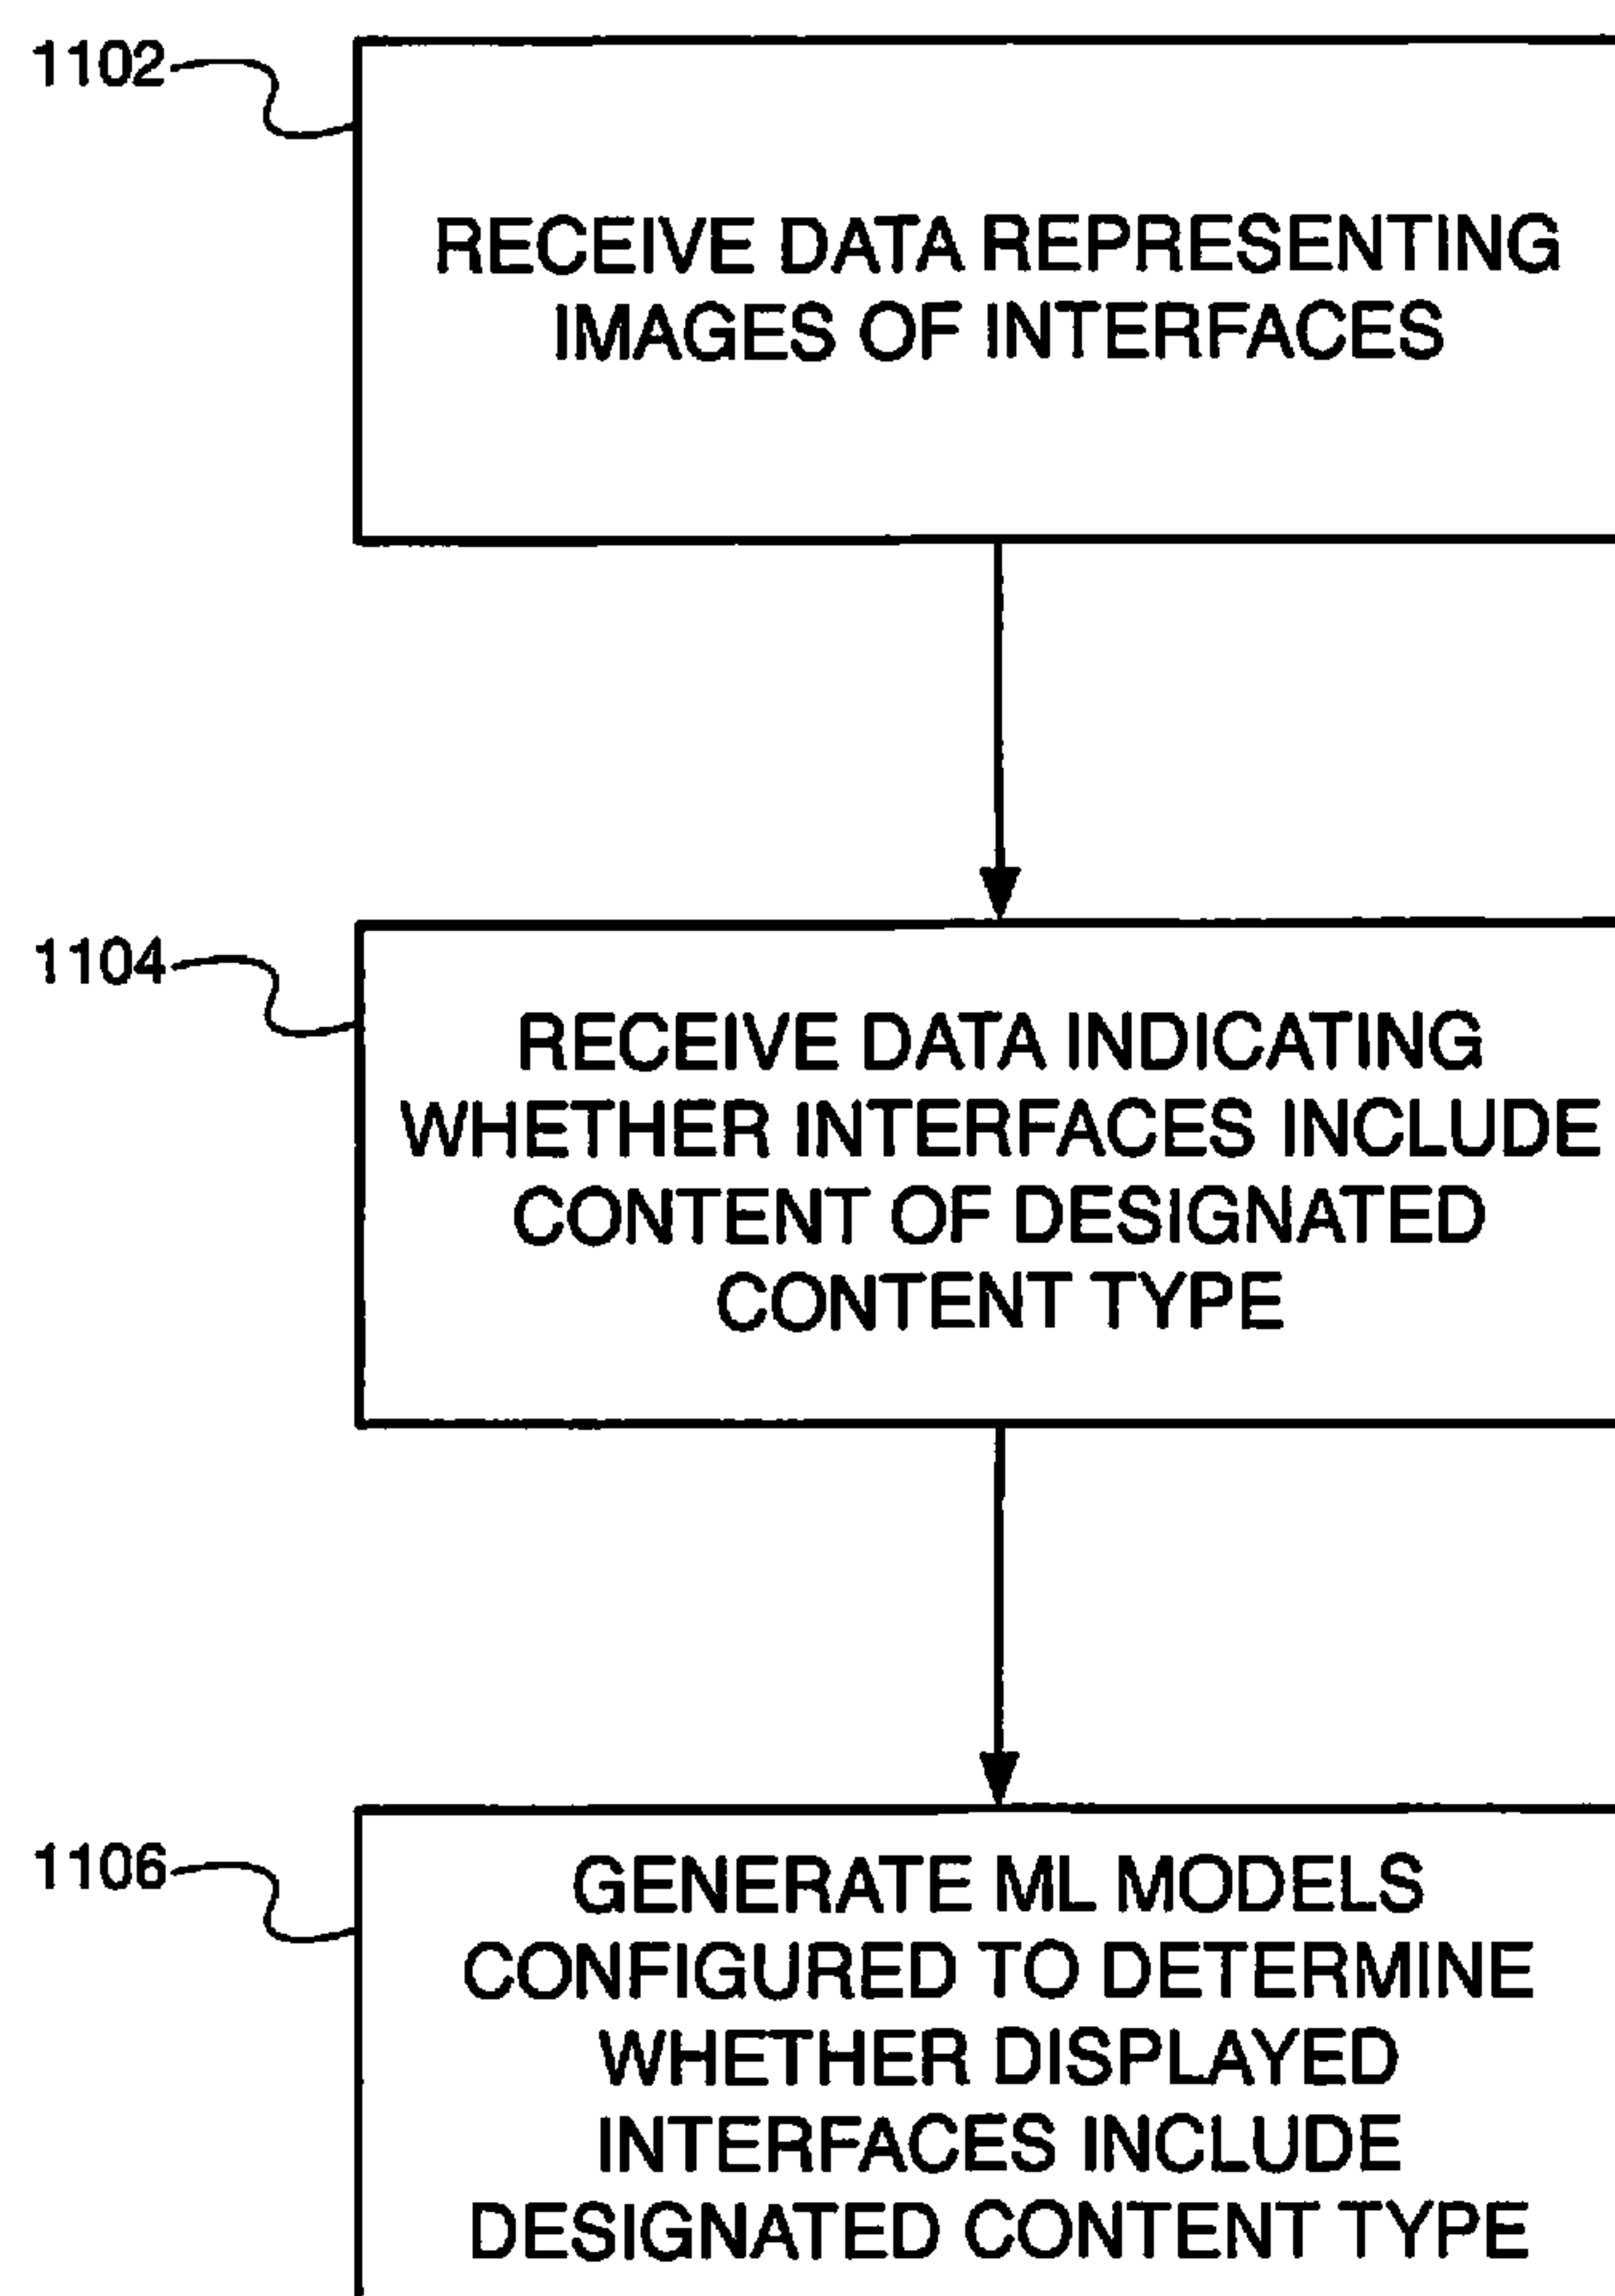 1102
RECEIVE DATA REPRESENTING
IMAGES OF INTERFACES
1104
RECEIVE DATA INDICATING
WHETHER INTERFACES INCLUDE
CONTENT OF DESIGNATED
CONTENT TYPE
1106
GENERATE ML MODELS
CONFIGURED TO DETERMINE
WHETHER DISPLAYED
INTERFACES INCLUDE
DESIGNATED CONTENT TYPE